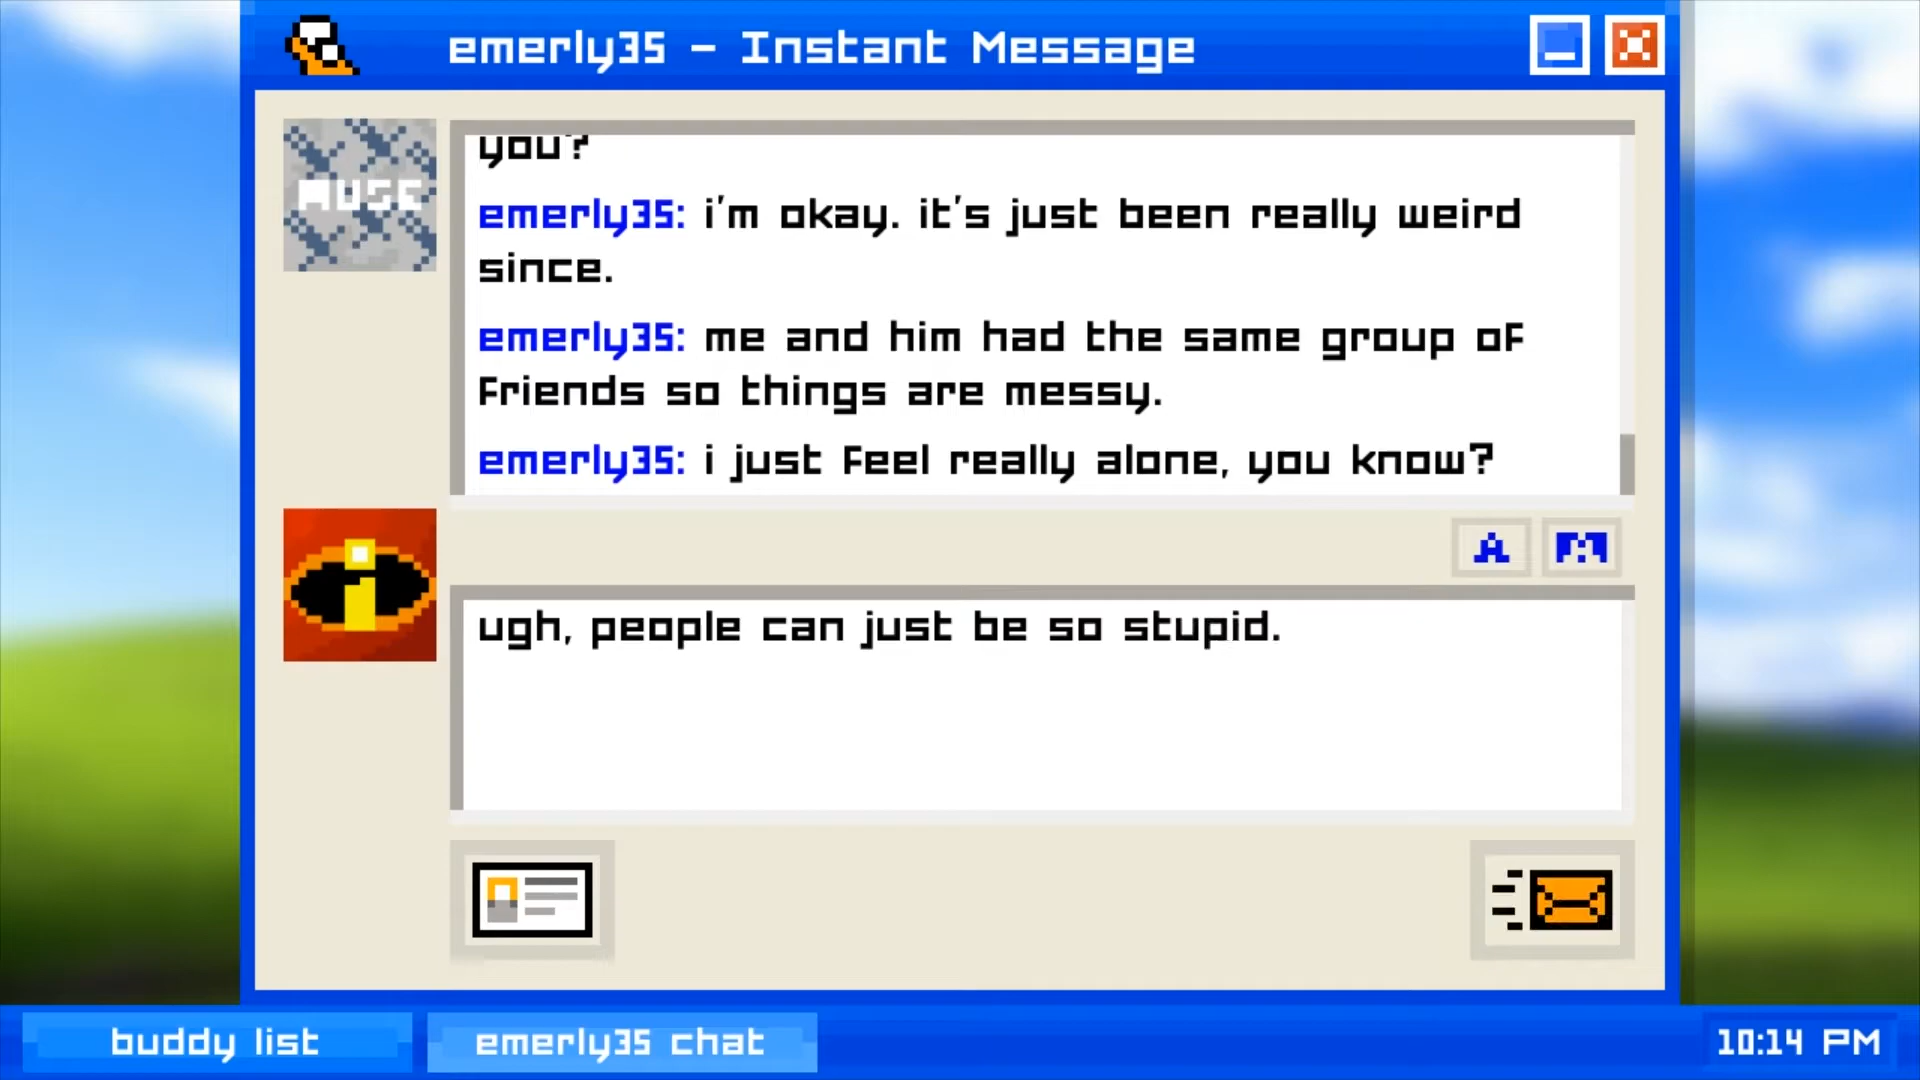 emerly35 - Instant Message
MUSE
you?
emerly35: i'm okay. it's just been really weird
since.
emerly35: me and him had the same group of
friends so things are messy.
emerly35: i just feel really alone, you know?
A
ugh, people can just be so stupid.
buddy list
emerly35 chat
10:14 PM